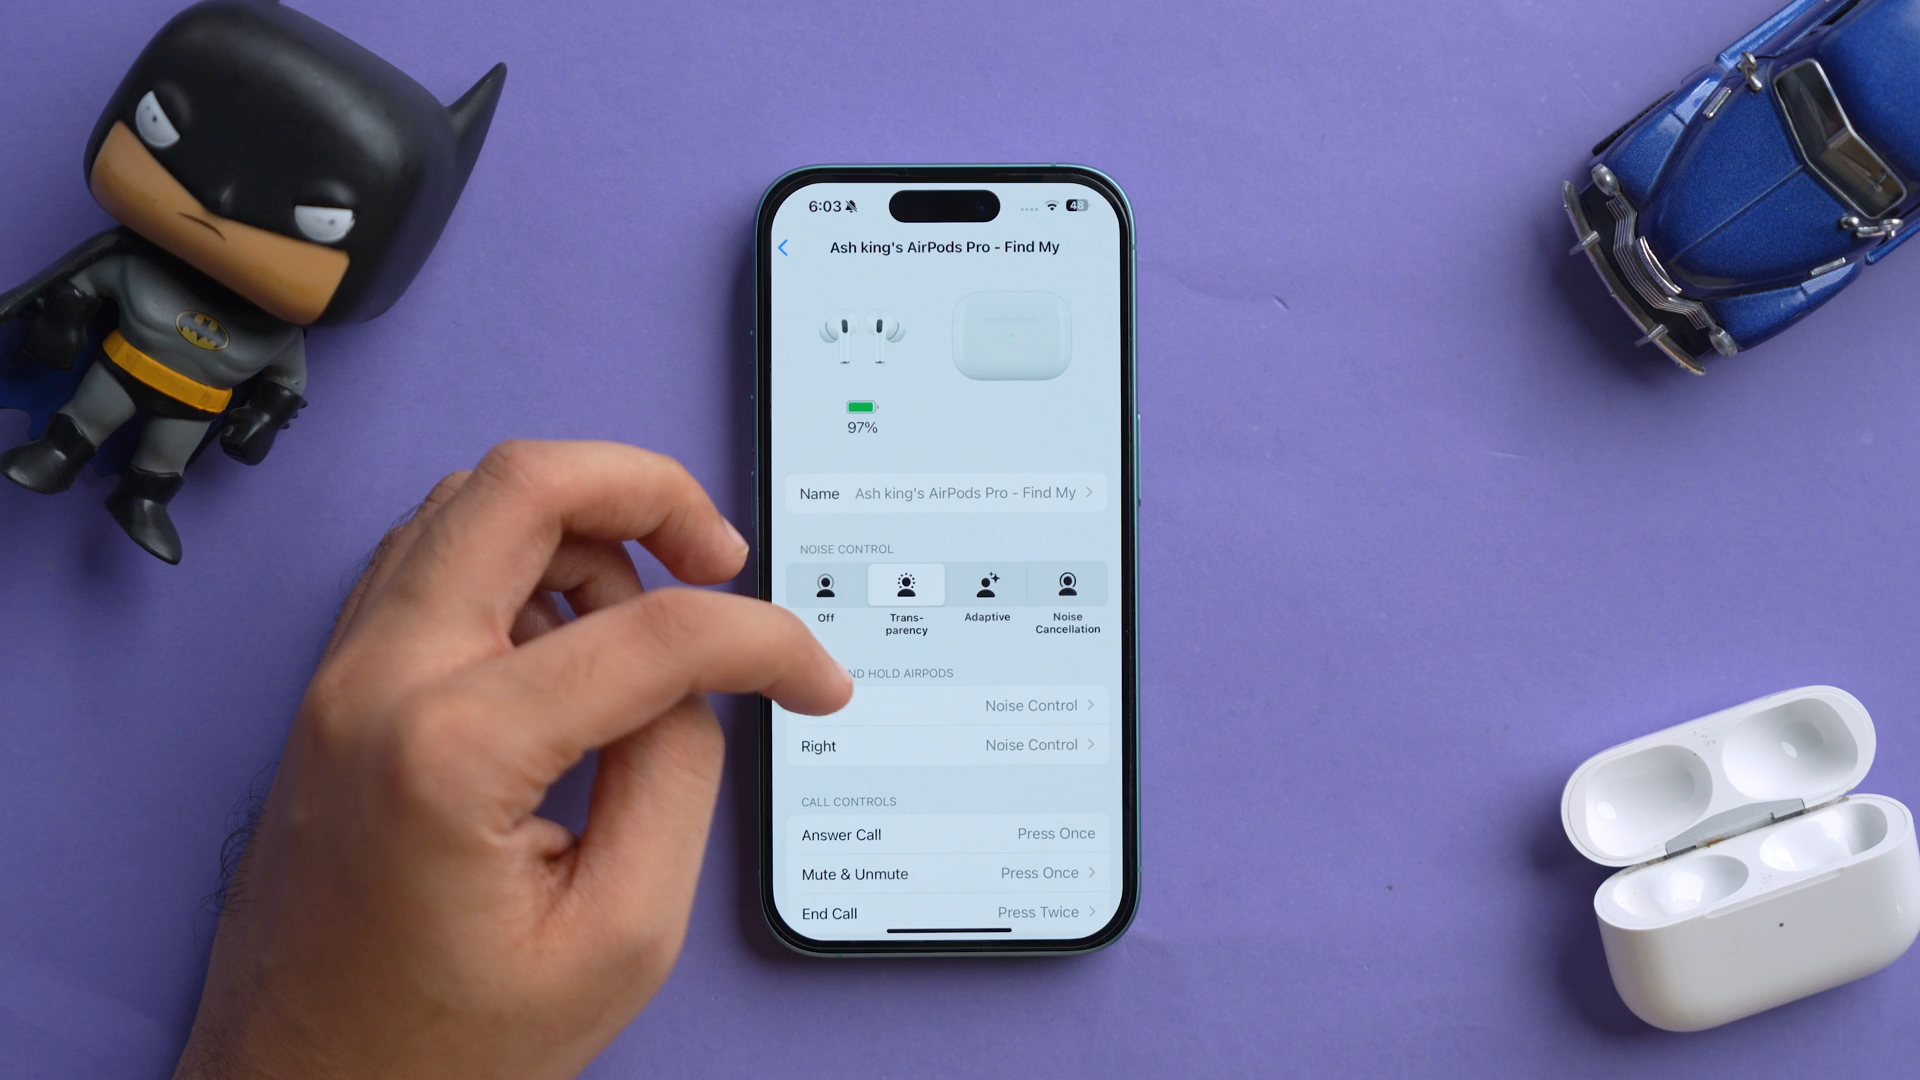 6:03
48
Ash king's AirPods Pro - Find My
97%
Name Ash king's AirPods Pro - Find My
NOISE CONTROL
Off
Trans-
parency
Adaptive
Noise
Cancellation
ND HOLD AIRPODS
Noise Control
Right Noise Control
CALL CONTROLS
Answer Call Press Once
Mute & Unmute Press Once
End Call Press Twice